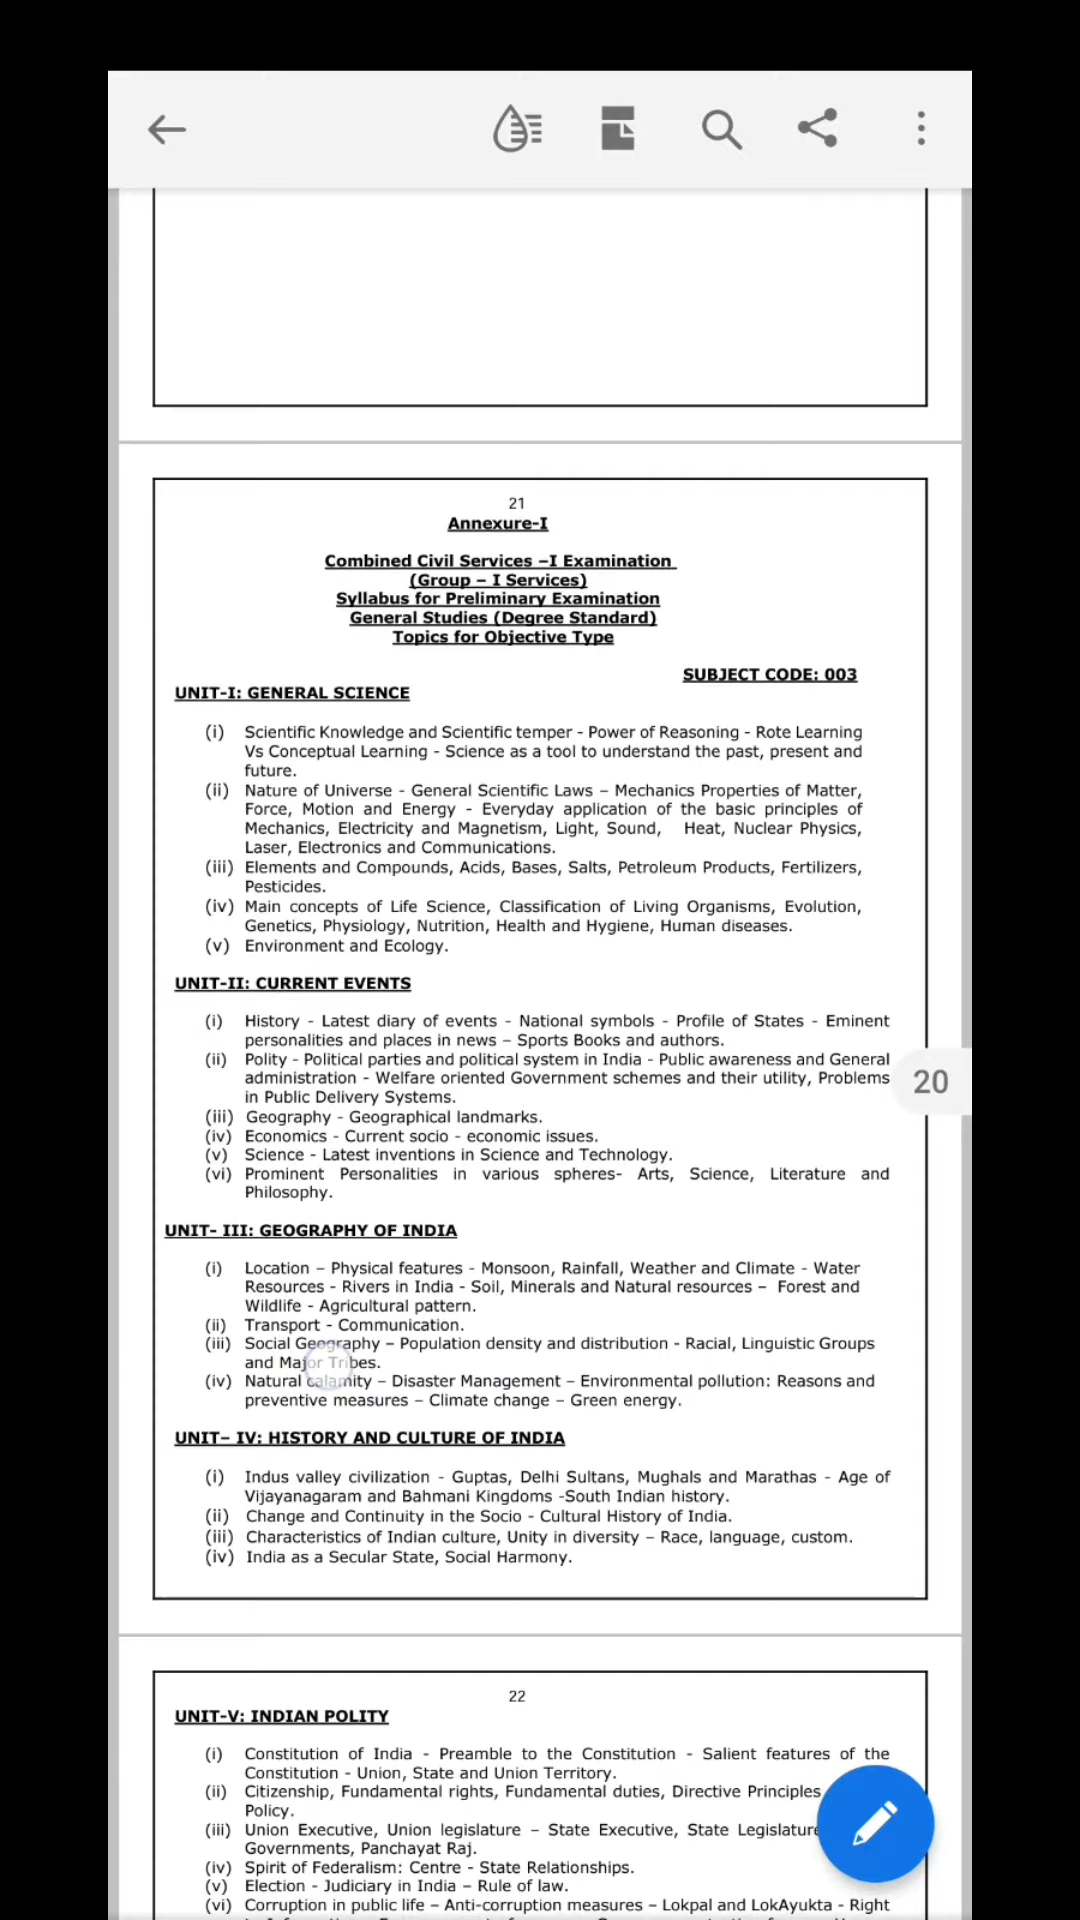 21
Annexure-I
Combined Civil Services –I Examination
(Group – I Services)
Syllabus for Preliminary Examination
General Studies (Degree Standard)
Topics for Objective Type
SUBJECT CODE: 003
UNIT-I: GENERAL SCIENCE
(i) Scientific Knowledge and Scientific temper - Power of Reasoning - Rote Learning
Vs Conceptual Learning - Science as a tool to understand the past, present and
future.
(ii) Nature of Universe - General Scientific Laws – Mechanics Properties of Matter,
Force, Motion and Energy - Everyday application of the basic principles of
Mechanics, Electricity and Magnetism, Light, Sound, Heat, Nuclear Physics,
Laser, Electronics and Communications.
(iii) Elements and Compounds, Acids, Bases, Salts, Petroleum Products, Fertilizers,
Pesticides.
(iv) Main concepts of Life Science, Classification of Living Organisms, Evolution,
Genetics, Physiology, Nutrition, Health and Hygiene, Human diseases.
(v) Environment and Ecology.
UNIT-II: CURRENT EVENTS
(i) History - Latest diary of events - National symbols - Profile of States - Eminent
personalities and places in news – Sports Books and authors.
(ii) Polity - Political parties and political system in India - Public awareness and General
administration - Welfare oriented Government schemes and their utility, Problems
in Public Delivery Systems.
20
(iii) Geography - Geographical landmarks.
(iv) Economics - Current socio - economic issues.
(v) Science - Latest inventions in Science and Technology.
(vi) Prominent Personalities in various spheres- Arts, Science, Literature and
Philosophy.
UNIT- III: GEOGRAPHY OF INDIA
(i) Location – Physical features - Monsoon, Rainfall, Weather and Climate - Water
Resources - Rivers in India - Soil, Minerals and Natural resources – Forest and
Wildlife - Agricultural pattern.
(ii) Transport - Communication.
(iii) Social Geography – Population density and distribution - Racial, Linguistic Groups
and Major Tribes.
(iv) Natural calamity – Disaster Management – Environmental pollution: Reasons and
preventive measures – Climate change – Green energy.
UNIT– IV: HISTORY AND CULTURE OF INDIA
(i) Indus valley civilization - Guptas, Delhi Sultans, Mughals and Marathas - Age of
Vijayanagaram and Bahmani Kingdoms -South Indian history.
(ii) Change and Continuity in the Socio - Cultural History of India.
(iii) Characteristics of Indian culture, Unity in diversity – Race, language, custom.
(iv) India as a Secular State, Social Harmony.
22
UNIT-V: INDIAN POLITY
(i) Constitution of India - Preamble to the Constitution - Salient features of the
Constitution - Union, State and Union Territory.
(ii) Citizenship, Fundamental rights, Fundamental duties, Directive Principles
Policy.
(iii) Union Executive, Union legislature – State Executive, State Legislature
Governments, Panchayat Raj.
(iv) Spirit of Federalism: Centre - State Relationships.
(v) Election - Judiciary in India – Rule of law.
(vi) Corruption in public life – Anti-corruption measures – Lokpal and LokAyukta - Right